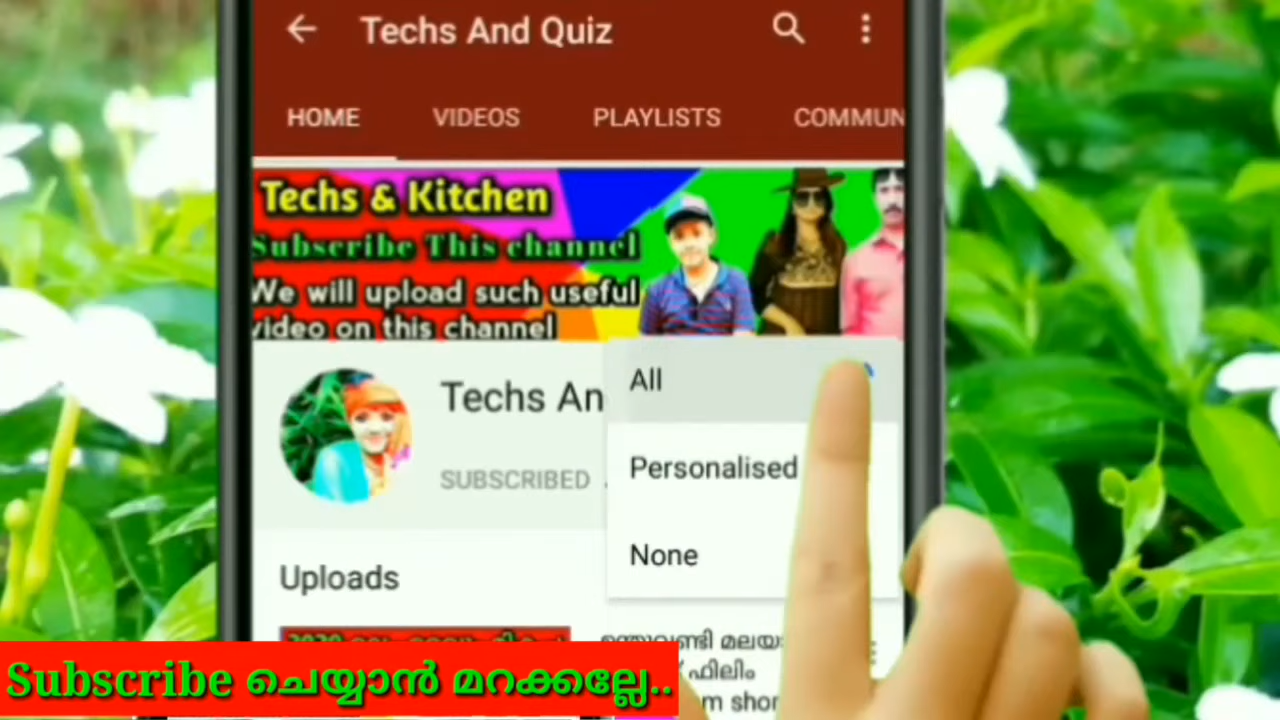 Techs And Quiz
HOME VIDEOS PLAYLISTS COMMUN
Techs & Kitchen
Subscribe This channel
We will upload such useful
video on this channel
All
Techs An
Personalised
SUBSCRIBED
None
Uploads
ഫിലിം
Subscribe ചെയ്യാൻ മറക്കല്ലേ..